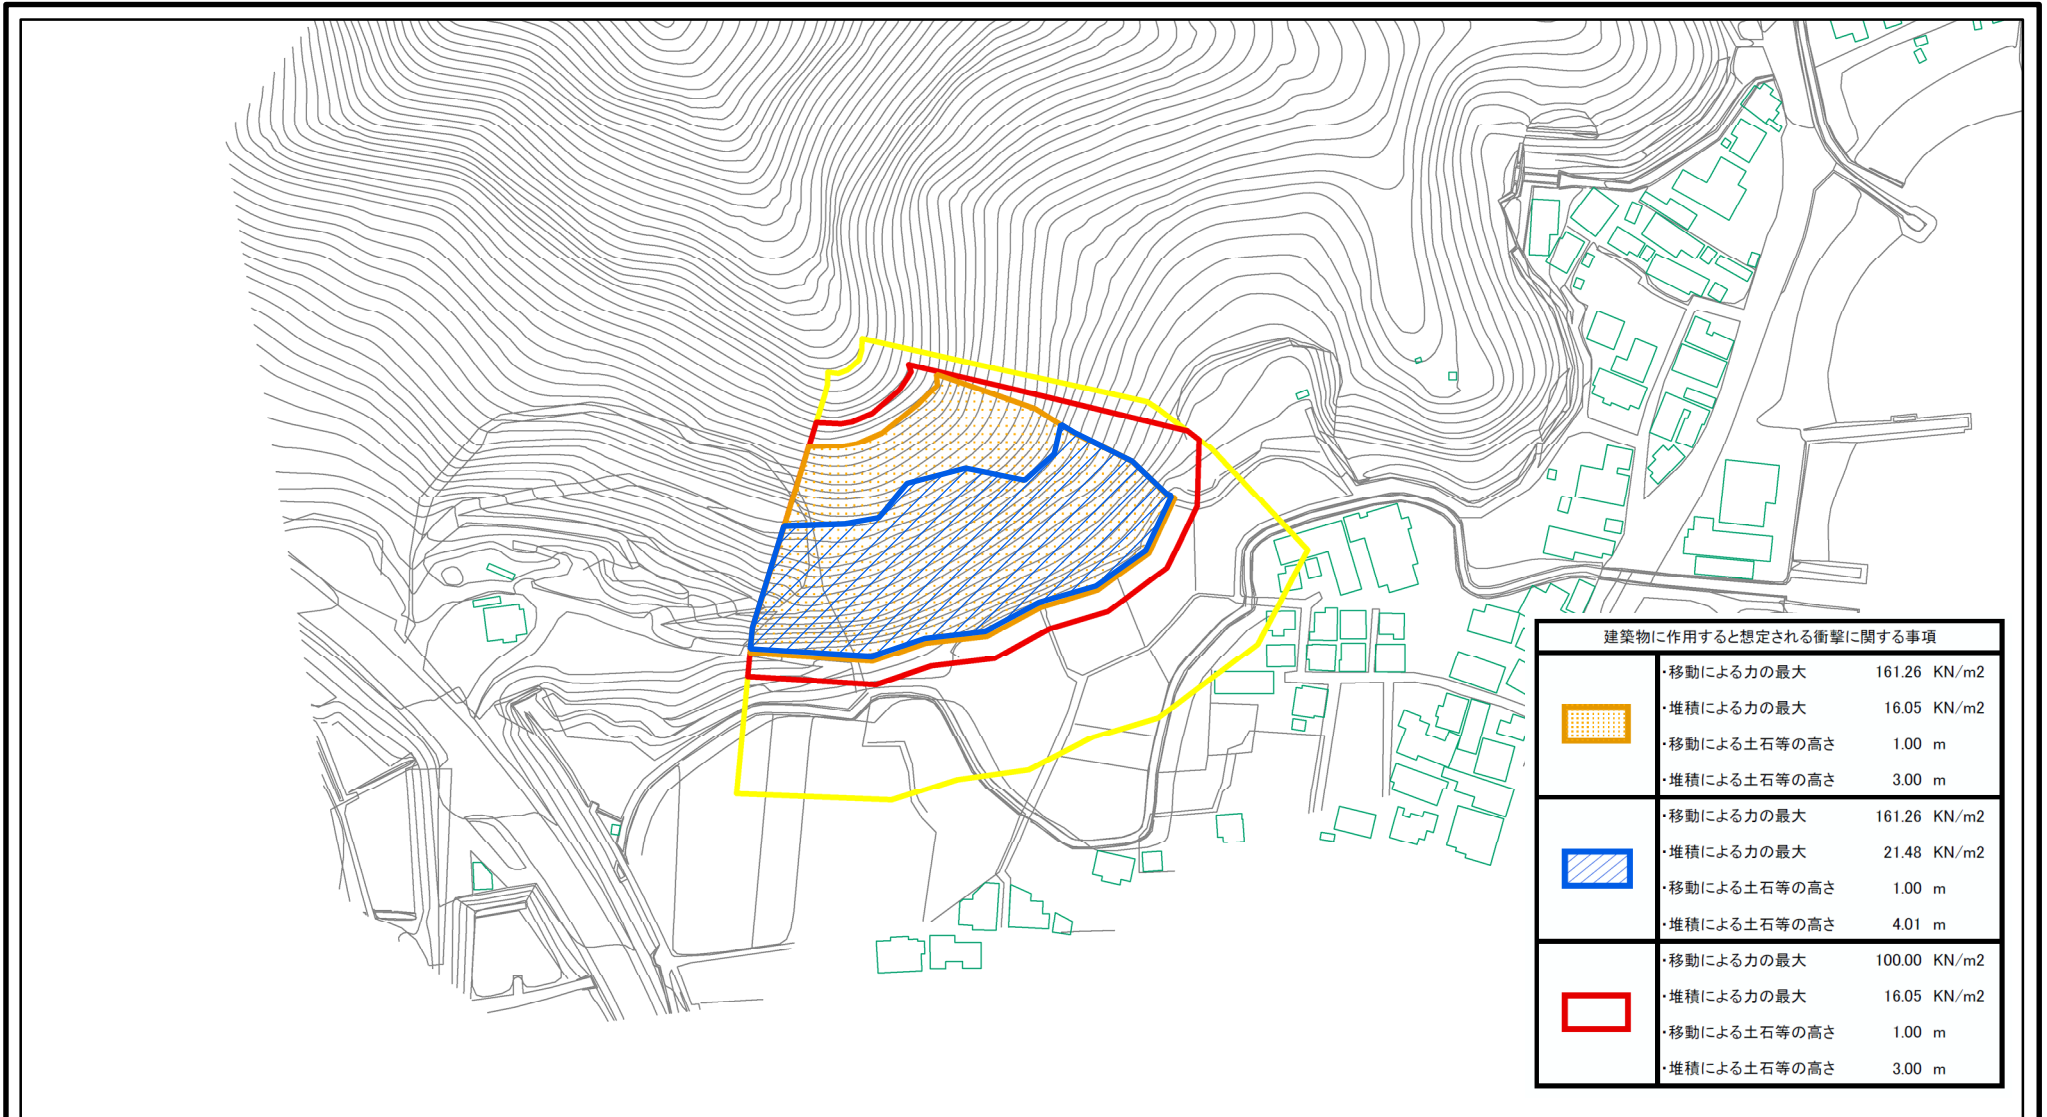 建築物に作用すると想定される衝撃に関する事項
・移動による力の最大 161.26 KN/m2
・堆積による力の最大 16.05 KN/m2
・移動による土石等の高さ 1.00 m
・堆積による土石等の高さ 3.00 m
・移動による力の最大 161.26 KN/m2
・堆積による力の最大 21.48 KN/m2
・移動による土石等の高さ 1.00 m
・堆積による土石等の高さ 4.01 m
・移動による力の最大 100.00 KN/m2
・堆積による力の最大 16.05 KN/m2
・移動による土石等の高さ 1.00 m
・堆積による土石等の高さ 3.00 m